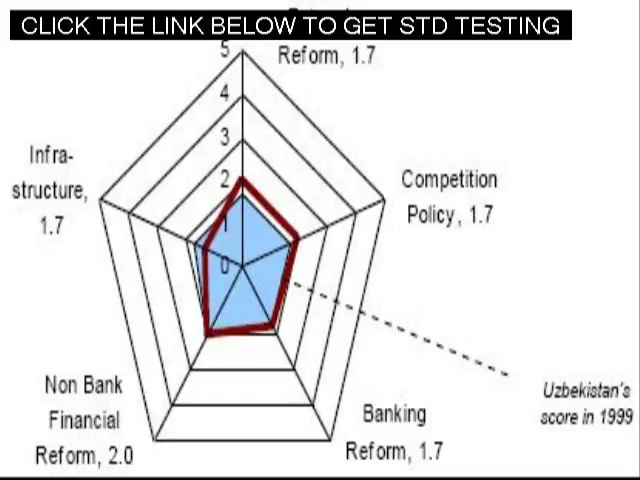 CLICK THE LINK BELOW TO GET STD TESTING
Reform, 1.7
5
4
3
2
1
0
Infra-
structure,
1.7
Competition
Policy, 1.7
Non Bank
Financial
Reform, 2.0
Banking
Reform, 1.7
Uzbekistan's
score in 1999